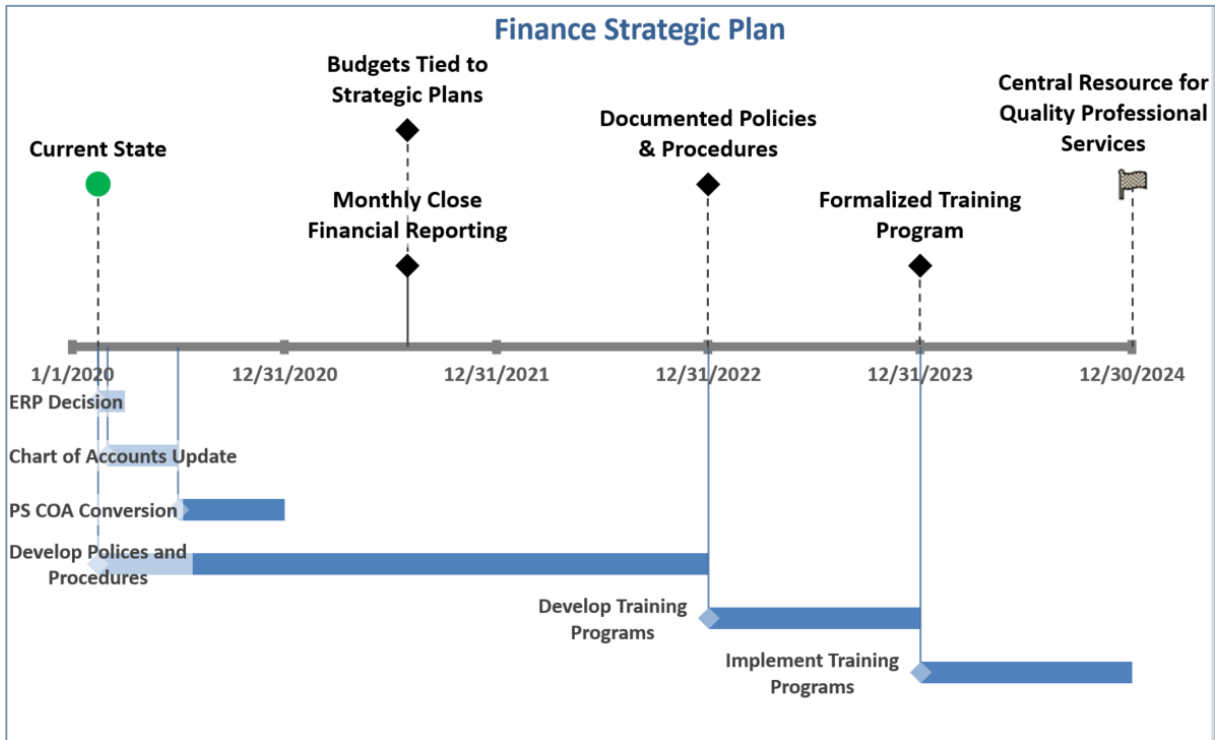 Finance Strategic Plan
Budgets Tied to
Strategic Plans
Central Resource for
Quality Professional
Services
Documented Policies
& Procedures
Current State
Monthly Close
Financial Reporting
Formalized Training
Program
1/1/2020
12/31/2020
12/31/2021
12/31/2022
12/31/2023
12/30/2024
ERP Decision
Chart of Accounts Update
PS COA Conversion
Develop Polices and
Procedures
Develop Training
Programs
Implement Training
Programs